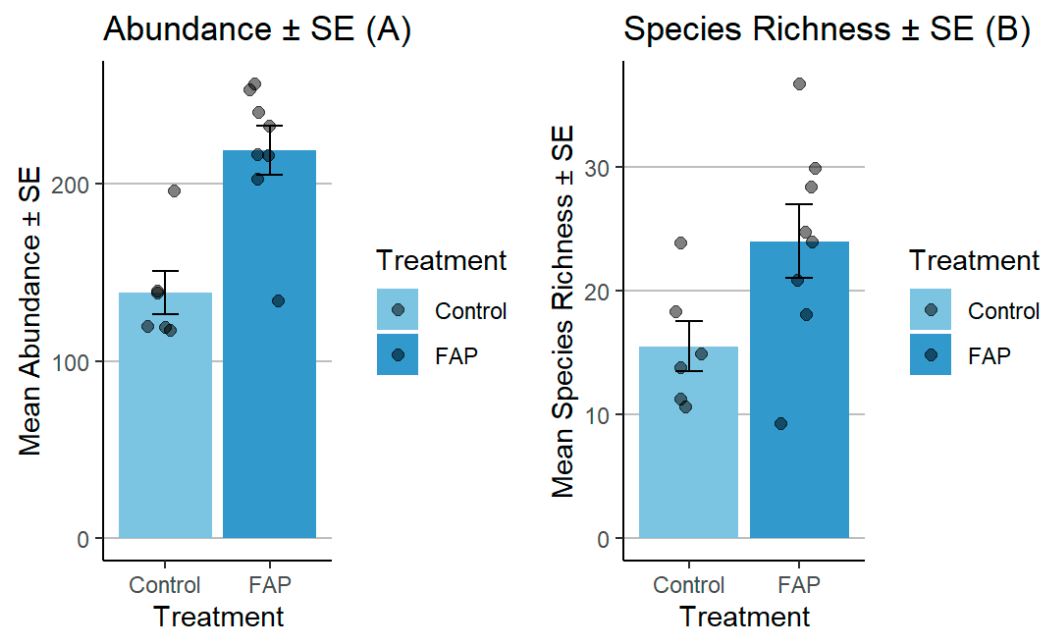 Abundance ± SE (A)
Mean Abundance ± SE
200
100
0
Control FAP
Treatment
Treatment
Control
FAP
Species Richness ± SE (B)
Mean Species Richness ± SE
30
20
10
0
Control FAP
Treatment
Treatment
Control
FAP